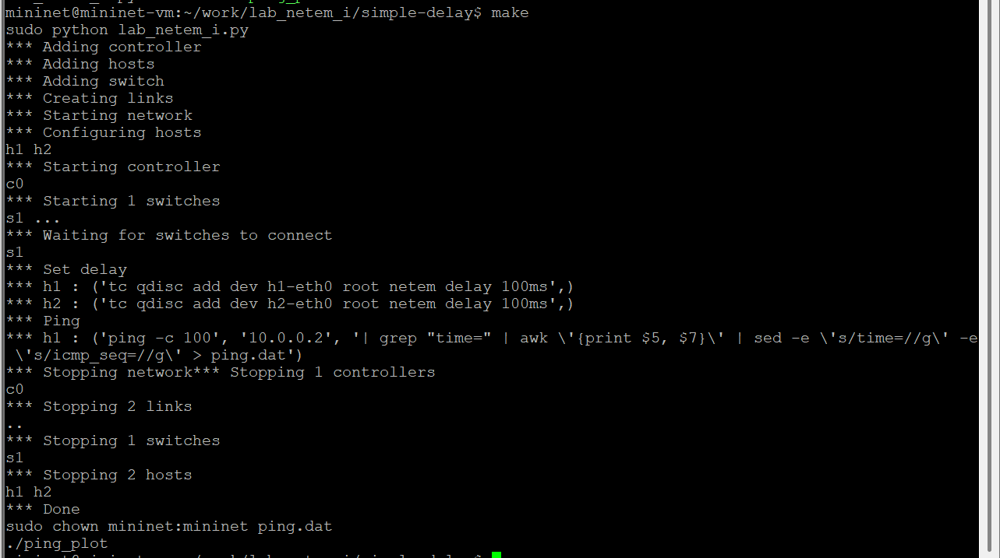 mininet@mininet-vm:~/work/lab_netem_i/simple-delay$ make
sudo python lab_netem_i.py
*** Adding controller
*** Adding hosts
*** Adding switch
*** Creating links
*** Starting network
*** Configuring hosts
h1 h2
*** Starting controller
c0
*** Starting 1 switches
s1 ...
*** Waiting for switches to connect
s1
*** Set delay
*** h1 : ('tc qdisc add dev h1-eth0 root netem delay 100ms',)
*** h2 : ('tc qdisc add dev h2-eth0 root netem delay 100ms',)
*** Ping
*** h1 : ('ping -c 100', '10.0.0.2', '| grep "time=" | awk \'{print $5, $7}\' | sed -e \'s/time=//g\' -e
\'s/icmp_seq=//g\' > ping.dat')
*** Stopping network*** Stopping 1 controllers
c0
*** Stopping 2 links
..
*** Stopping 1 switches
s1
*** Stopping 2 hosts
h1 h2
*** Done
sudo chown mininet:mininet ping.dat
./ping_plot